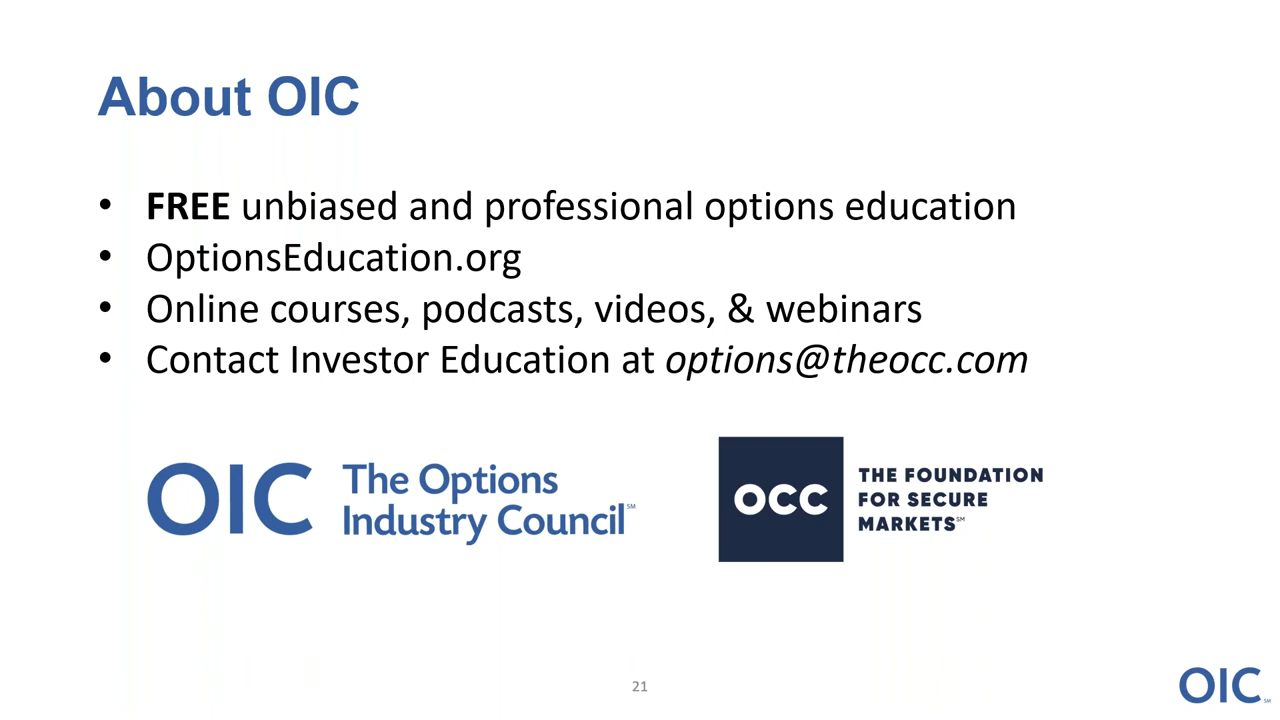 About OIC
• FREE unbiased and professional options education
• OptionsEducation.org
• Online courses, podcasts, videos, & webinars
• Contact Investor Education at options@theocc.com
OIC The Options
Industry Council℠
OCC
THE FOUNDATION
FOR SECURE
MARKETS℠
21
OIC℠